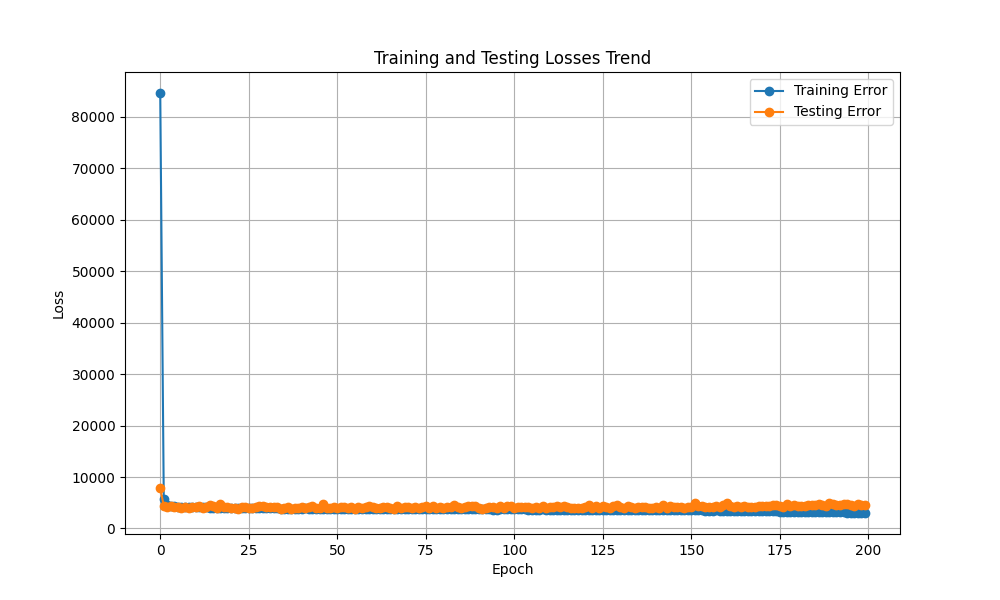 Training and Testing Losses Trend
Training Error
Testing Error
80000
70000
60000
50000
40000
30000
20000
10000
0
Loss
0 25 50 75 100 125 150 175 200
Epoch